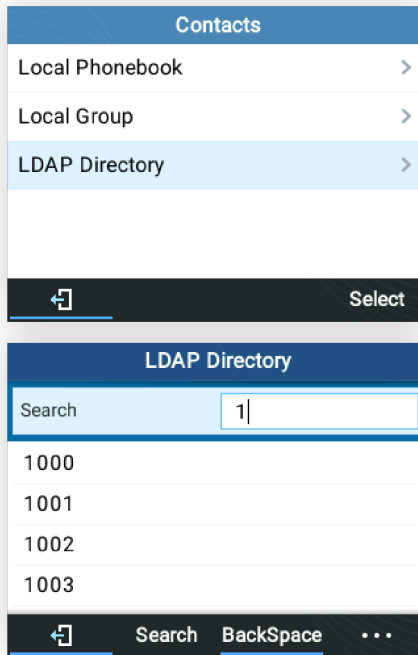 Contacts
Local Phonebook
Local Group
LDAP Directory
Select
LDAP Directory
Search 1
1000
1001
1002
1003
Search BackSpace ...